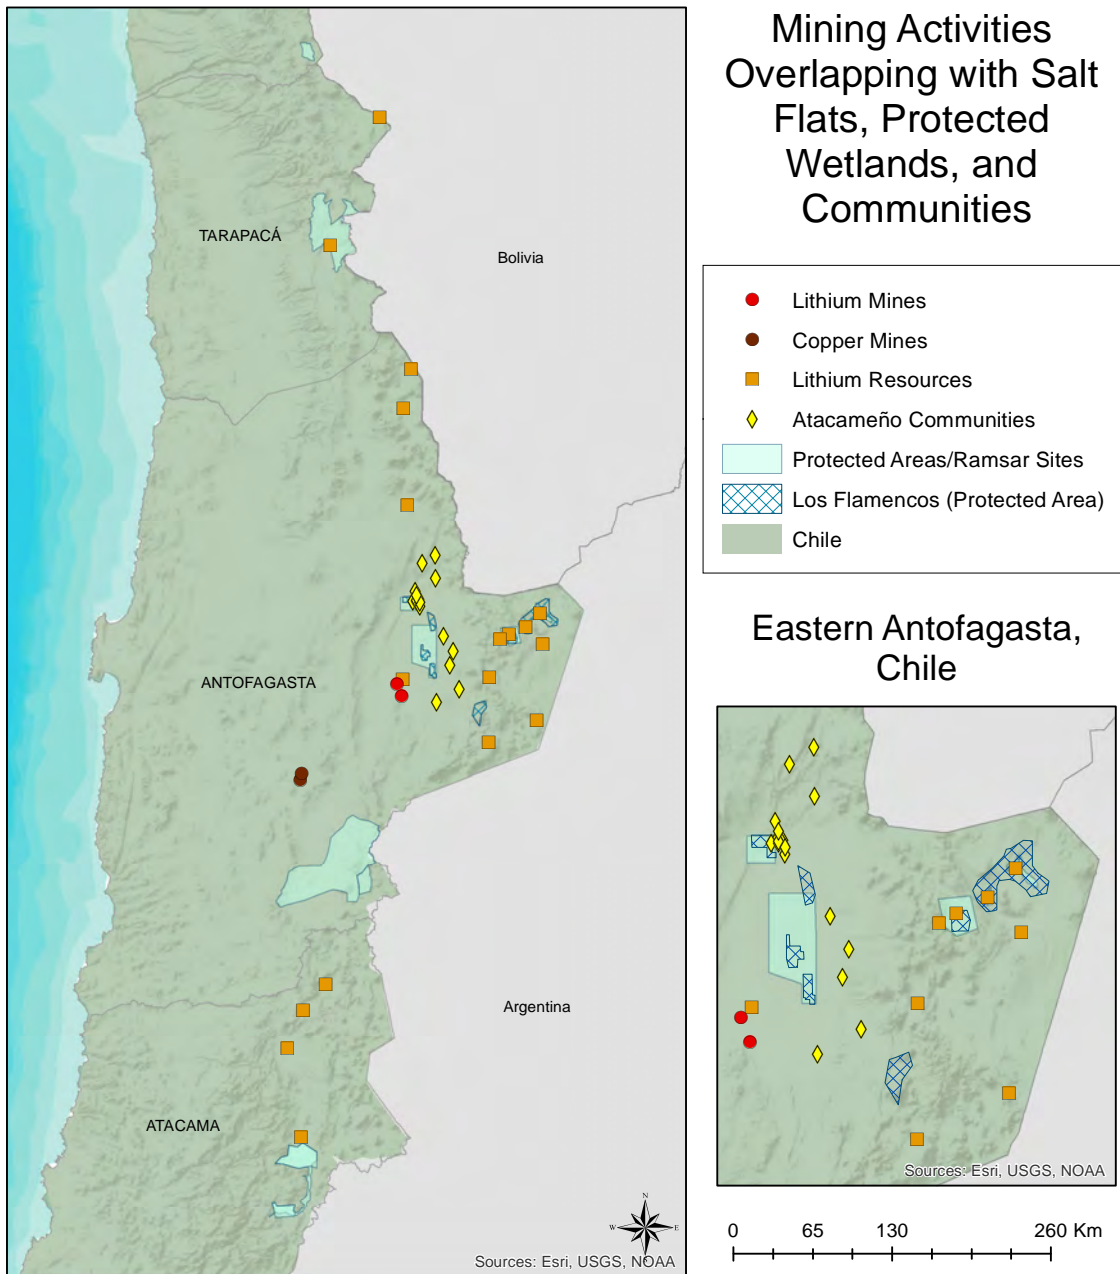 Mining Activities
Overlapping with Salt
Flats, Protected
Wetlands, and
Communities
TARAPACÁ
Bolivia
ANTOFAGASTA
Argentina
ATACAMA
N
W
E
S
Sources: Esri, USGS, NOAA
Lithium Mines
Copper Mines
Lithium Resources
Atacameño Communities
Protected Areas/Ramsar Sites
Los Flamencos (Protected Area)
Chile
Eastern Antofagasta,
Chile
Sources: Esri, USGS, NOAA
0 65 130 260 Km